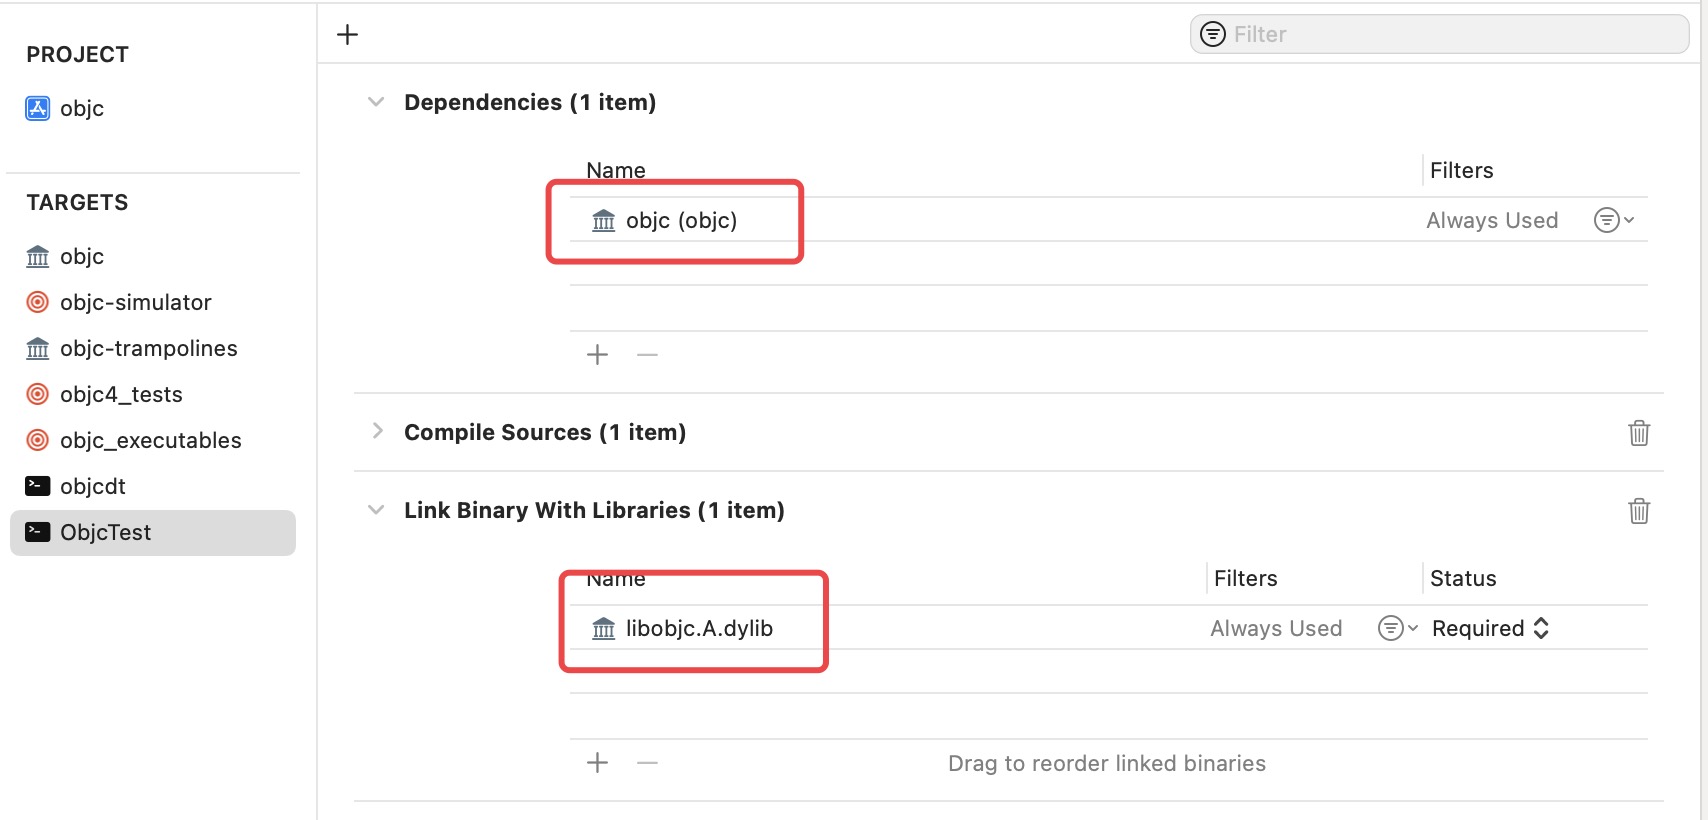 PROJECT
objc
TARGETS
objc
objc-simulator
objc-trampolines
objc4_tests
objc_executables
objcdt
ObjcTest
Filter
Dependencies (1 item)
Name Filters
objc (objc) Always Used
Compile Sources (1 item)
Link Binary With Libraries (1 item)
Name Filters Status
libobjc.A.dylib Always Used Required
Drag to reorder linked binaries